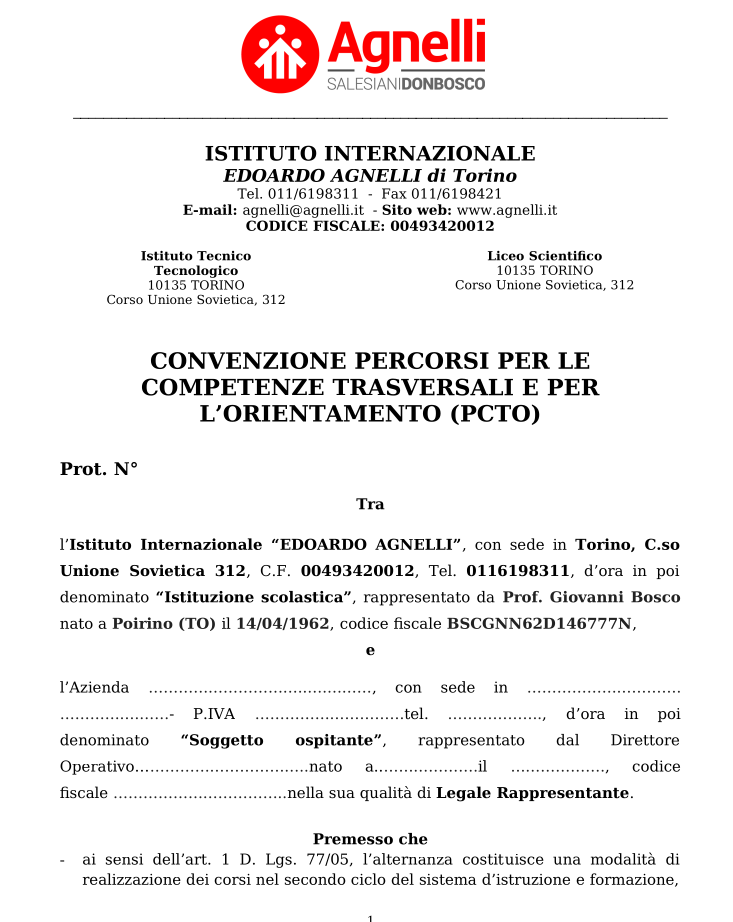 Agnelli
SALESIANIDONBOSCO
ISTITUTO INTERNAZIONALE
EDOARDO AGNELLI di Torino
Tel. 011/6198311 - Fax 011/6198421
E-mail: agnelli@agnelli.it - Sito web: www.agnelli.it
CODICE FISCALE: 00493420012
Istituto Tecnico
Tecnologico
10135 TORINO
Corso Unione Sovietica, 312
Liceo Scientifico
10135 TORINO
Corso Unione Sovietica, 312
CONVENZIONE PERCORSI PER LE
COMPETENZE TRASVERSALI E PER
L’ORIENTAMENTO (PCTO)
Prot. N°
Tra
l’Istituto Internazionale “EDOARDO AGNELLI”, con sede in Torino, C.so
Unione Sovietica 312, C.F. 00493420012, Tel. 0116198311, d’ora in poi
denominato “Istituzione scolastica”, rappresentato da Prof. Giovanni Bosco
nato a Poirino (TO) il 14/04/1962, codice fiscale BSCGNN62D146777N,
e
l’Azienda ………………………………………, con sede in ………………………….
………………….- P.IVA …………………………tel. ………………., d’ora in poi
denominato “Soggetto ospitante”, rappresentato dal Direttore
Operativo……………………………..nato a…………………il ………………., codice
fiscale ……………………………..nella sua qualità di Legale Rappresentante.
Premesso che
- ai sensi dell’art. 1 D. Lgs. 77/05, l’alternanza costituisce una modalità di
realizzazione dei corsi nel secondo ciclo del sistema d’istruzione e formazione,
1